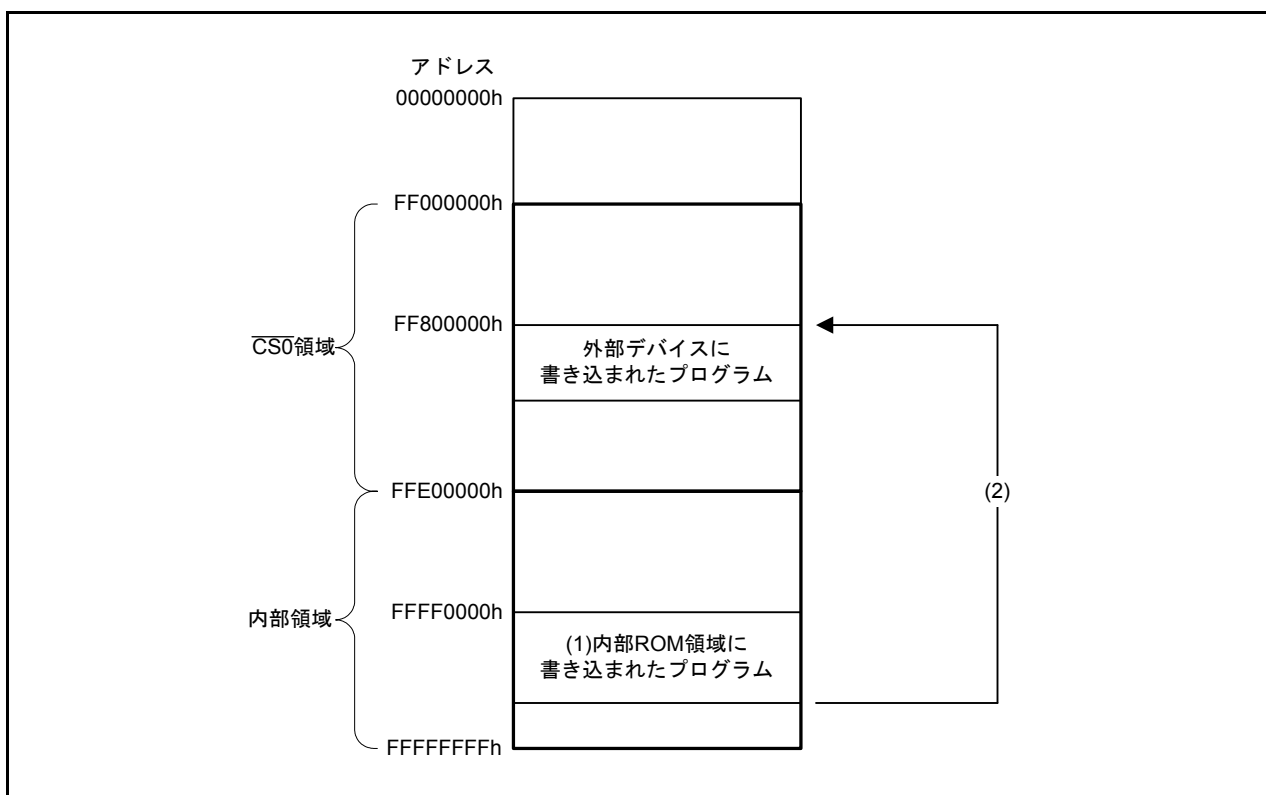 アドレス
00000000h
FF000000h
FF800000h
外部デバイスに
書き込まれたプログラム
CS0領域
FFE00000h
(2)
内部領域
FFFF0000h
(1)内部ROM領域に
書き込まれたプログラム
FFFFFFFFh